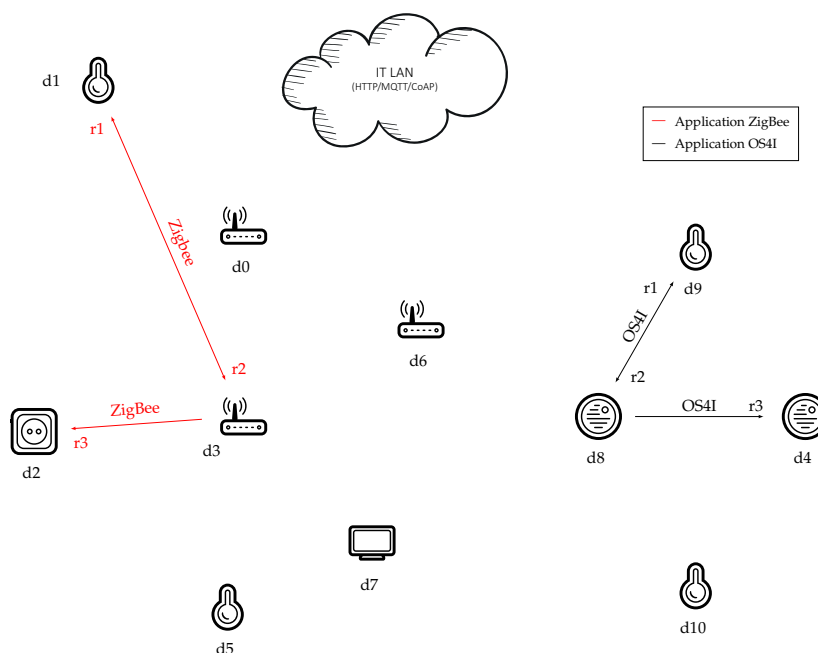 IT LAN
(HTTP/MQTT/CoAP)
d1
r1
Application ZigBee
Application OS4I
Zigbee
d0
r1
d9
OS4I
d6
r2
r2
ZigBee
r3
d3
d2
OS4I
r3
d8
d4
d7
d5
d10